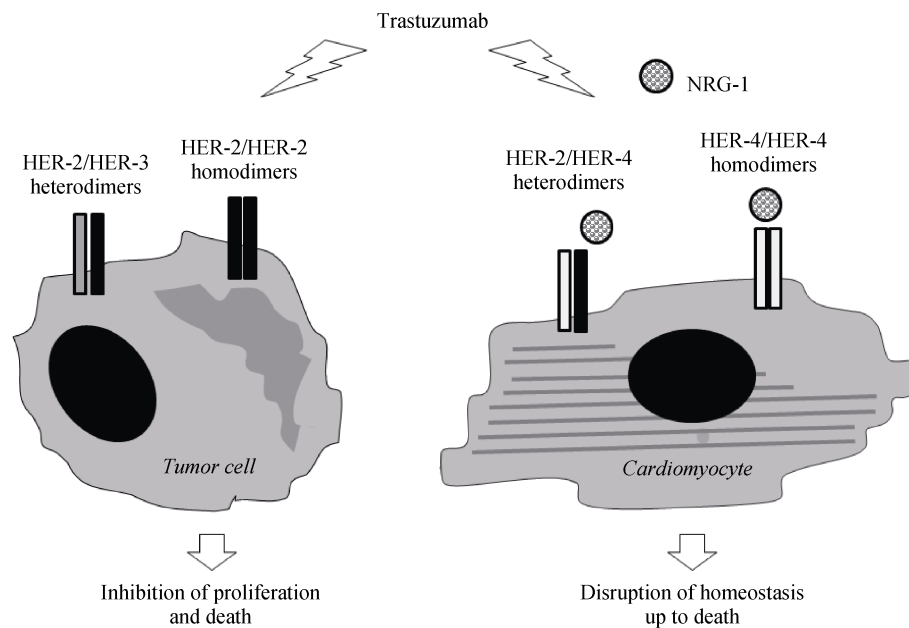 Trastuzumab
NRG-1
HER-2/HER-3
heterodimers
HER-2/HER-2
homodimers
HER-2/HER-4
heterodimers
HER-4/HER-4
homodimers
Tumor cell
Cardiomyocyte
Inhibition of proliferation
and death
Disruption of homeostasis
up to death